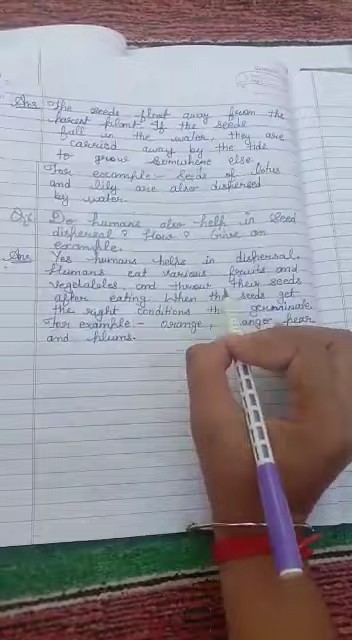 Ans The seeds float away from the
parent plant If the seeds
fall in the water, they are
carried away by the tide
to grow somwhere else
For example:- Seeds of Lotus
and lily are also dispersed
by water.
Do humans also help in seed
dispersal? How? Give an
example.
Ans Yes humans helps in dispersal.
Humans eat various fruits and
vegetables and throw their seeds
after eating. When the seeds get
the right conditions germinate
For example:- orange, pear
and plums.